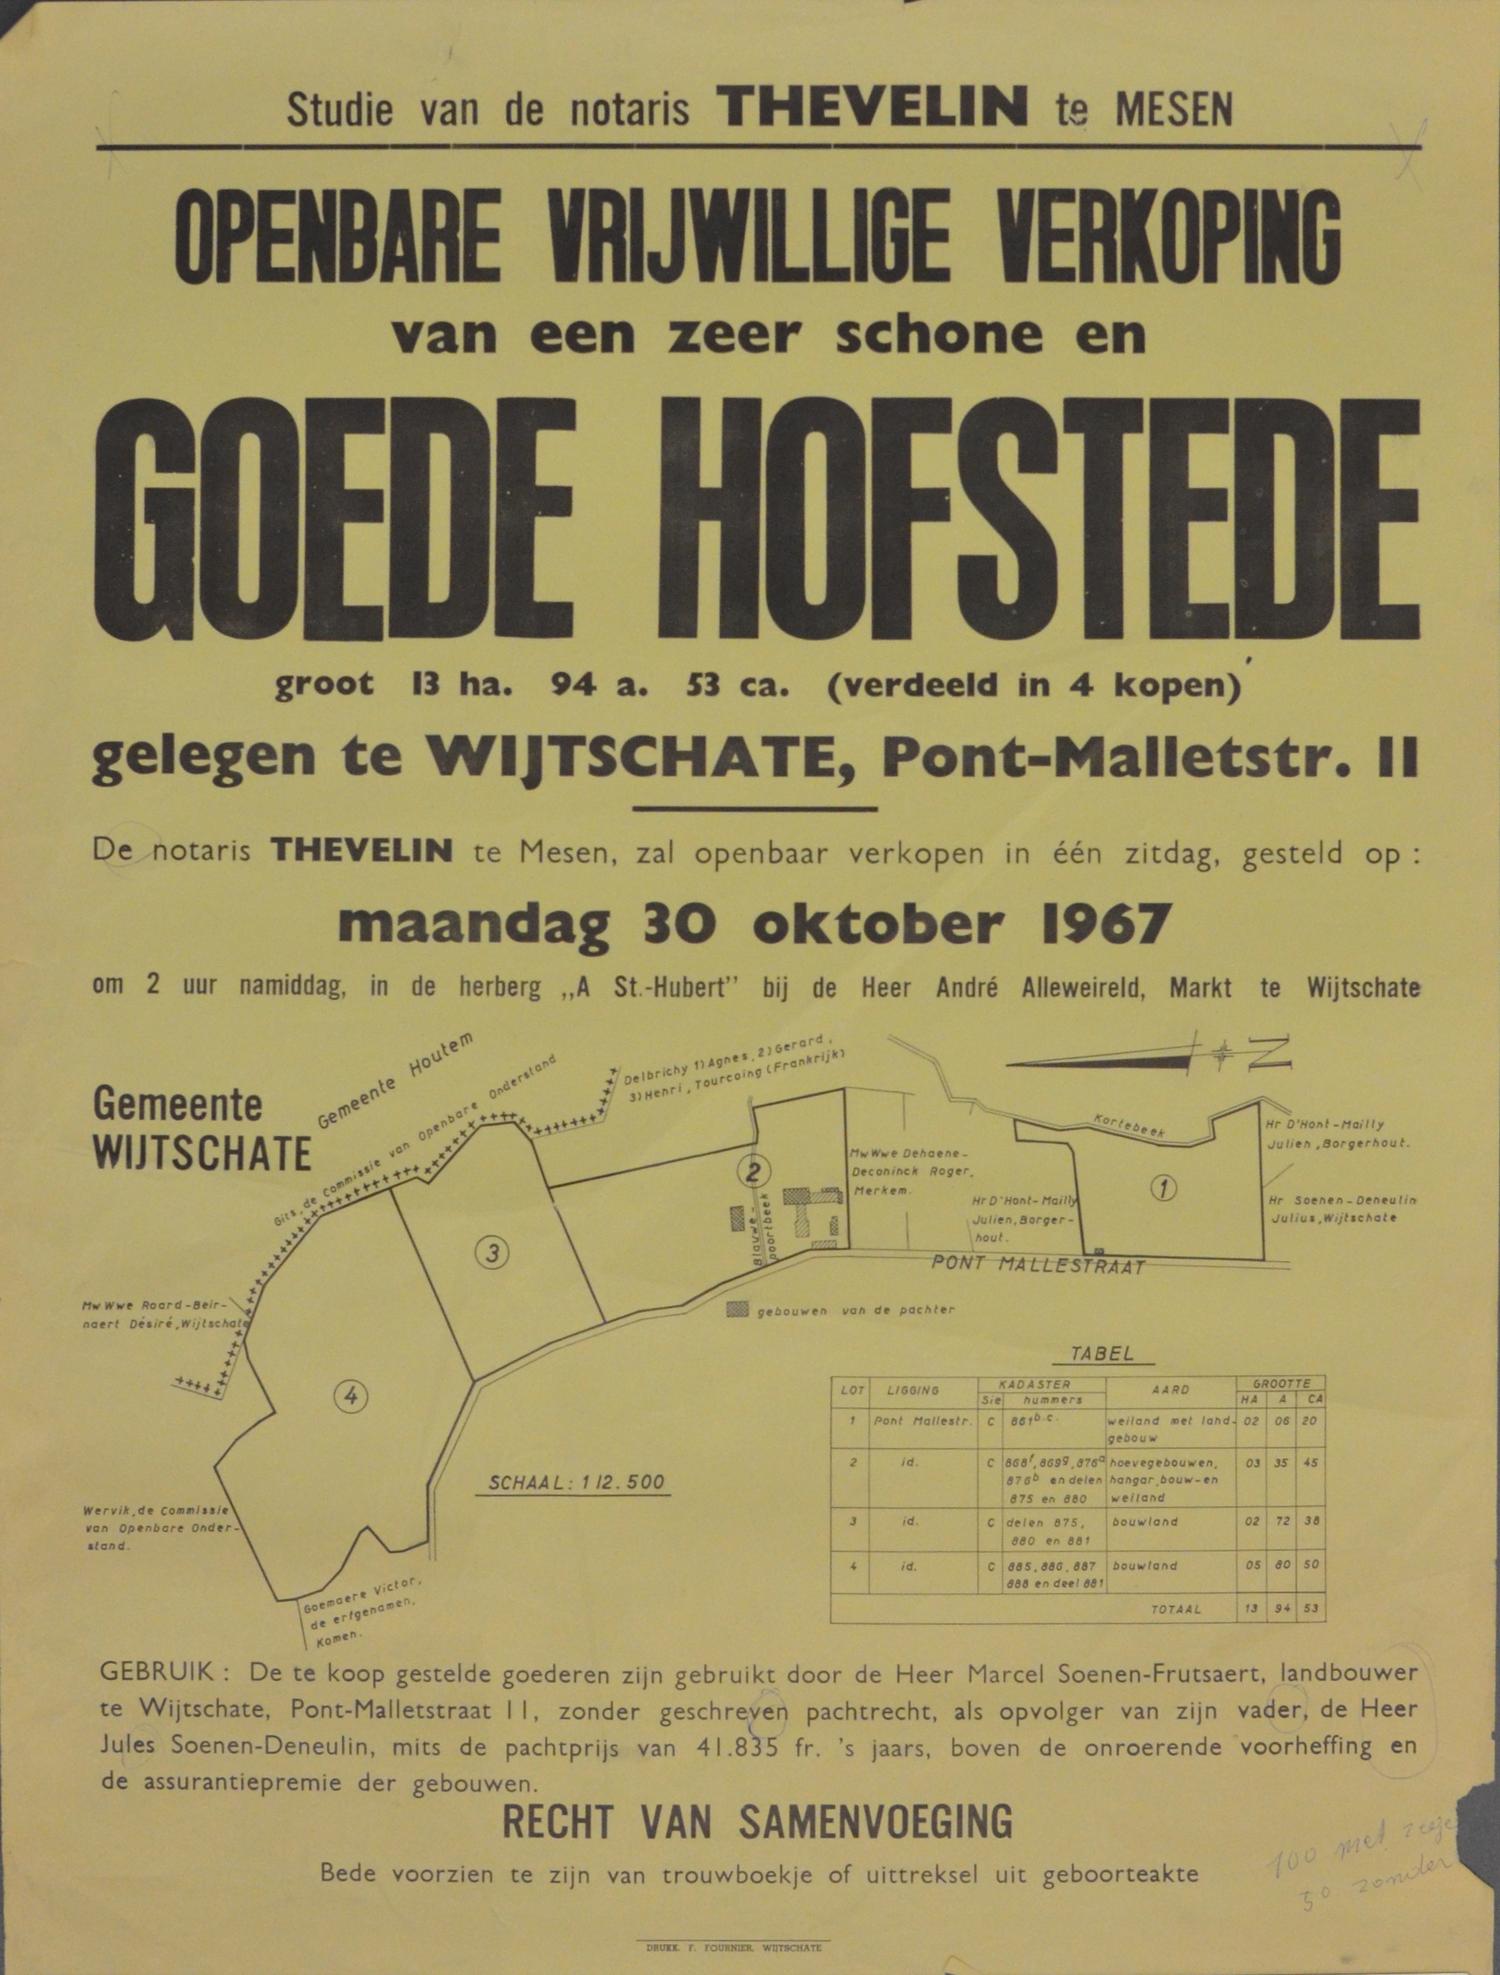 Studie van de notaris THEVELIN te MESEN
OPENBARE VRIJWILLIGE VERKOPING
van een zeer schone en
GOEDE HOFSTEDE
groot 13 ha. 94 a. 53 ca. (verdeeld in 4 kopen)
gelegen te WIJTSCHATE, Pont-Malletstr. 11
De notaris THEVELIN te Mesen, zal openbaar verkopen in één zitdag, gesteld op :
maandag 30 oktober 1967
om 2 uur namiddag, in de herberg „A St.-Hubert” bij de Heer André Alleweireld, Markt te Wijtschate
Gemeente
WIJTSCHATE
Gemeente Houtem
Gits, de Commissie van Openbare Onderstand
Delbrichy 1) Agnes, 2) Gerard,
3) Henri, Tourcoing (Frankrijk)
N
Kortebeek
Hr D'Hont-Mailly
Julien, Borgerhout.
Mw Wwe Dehaene-
Deconinck Roger,
Merkem.
2
1
Hr D'Hont-Mailly
Julien, Borger-
hout.
Hr Soenen-Deneulin
Julius, Wijtschate
Blauwe-
poortbeek
3
PONT MALLESTRAAT
gebouwen van de pachter
Mw Wwe Roard-Beir-
naert Désiré, Wijtschate
4
SCHAAL: 1/2.500
Wervik, de Commissie
van Openbare Onder-
stand.
Goemaere Victor,
de erfgenamen,
Komen.
TABEL
LOT LIGGING KADASTER AARD GROOTTE
Sie nummers HA A CA
1 Pont Mallestr. C 861b.c. weiland met land- 02 06 20
gebouw
2 id. C 868f, 869g, 876a hoevegebouwen, 03 35 45
876b en delen hangar, bouw-en
875 en 880 weiland
3 id. C delen 875, bouwland 02 72 38
880 en 881
4 id. C 885, 886, 887 bouwland 05 80 50
888 en deel 881
TOTAAL 13 94 53
GEBRUIK : De te koop gestelde goederen zijn gebruikt door de Heer Marcel Soenen-Frutsaert, landbouwer
te Wijtschate, Pont-Malletstraat 11, zonder geschreven pachtrecht, als opvolger van zijn vader, de Heer
Jules Soenen-Deneulin, mits de pachtprijs van 41.835 fr. 's jaars, boven de onroerende voorheffing en
de assurantiepremie der gebouwen.
RECHT VAN SAMENVOEGING
Bede voorzien te zijn van trouwboekje of uittreksel uit geboorteakte
100 met
50 zonder
DRUKK. F. FOURNIER, WIJTSCHATE